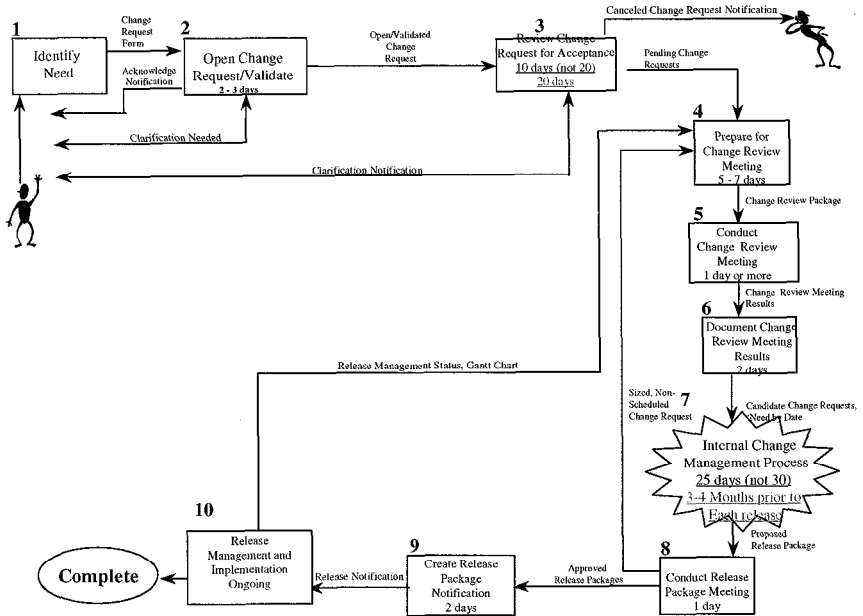 Canceled Change Request Notification
1
Change
Request
Form
2
3
Identify
Need
Open Change
Request/Validate
2 - 3 days
Open/Validated
Change
Request
Review Change
Request for Acceptance
10 days (not 20)
20 days
Pending Change
Requests
Acknowledge
Notification
4
Clarification Needed
Prepare for
Change Review
Meeting
5 - 7 days
Clarification Notification
Change Review Package
5
Conduct
Change Review
Meeting
1 day or more
Change Review Meeting
Results
6
Document Change
Review Meeting
Results
2 days
Release Management Status, Gantt Chart
Sized, Non-
Scheduled
Change Request
7
Candidate Change Requests,
Need by Date
Internal Change
Management Process
25 days (not 30)
3-4 Months prior to
Each release
Proposed
Release Package
8
Conduct Release
Package Meeting
1 day
Approved
Release Packages
9
Create Release
Package
Notification
2 days
Release Notification
10
Release
Management and
Implementation
Ongoing
Complete